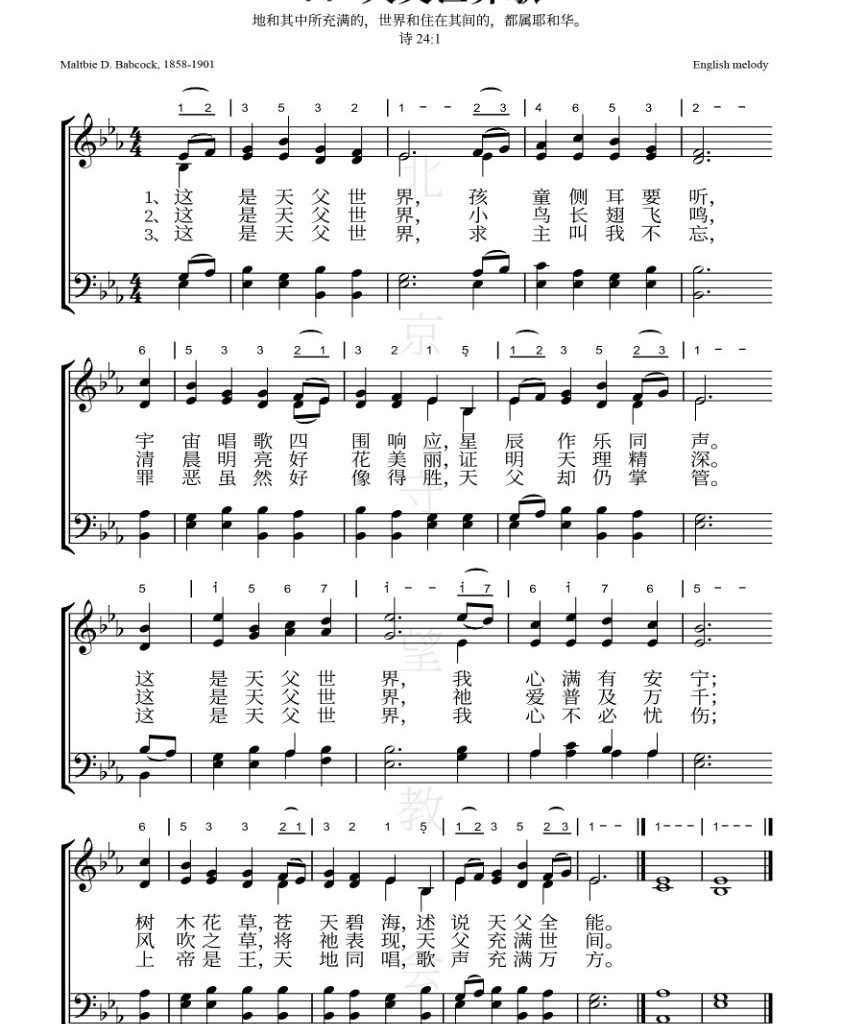 地和其中所充满的，世界和住在其间的，都属耶和华。
诗 24:1
Maltbie D. Babcock, 1858-1901
English melody
1 2 | 3 5 3 2 | 1 - - 2 3 | 4 6 5 3 | 2 - -
4 4
1、这 是 天 父 世 界， 孩 童 侧 耳 要 听，
2、这 是 天 父 世 界， 小 鸟 长 翅 飞 鸣，
3、这 是 天 父 世 界， 求 主 叫 我 不 忘，
4 4
6 | 5 3 3 2 1 | 3 2 1 5̣ | 1 2 3 5 2 3 | 1 - -
宇 宙 唱 歌 四 围 响 应，星 辰 作 乐 同 声。
清 晨 明 亮 好 花 美 丽，证 明 天 理 精 深。
罪 恶 虽 然 好 像 得 胜，天 父 却 仍 掌 管。
5 | i 5 6 7 | i - - i 7 | 6 i 7 6 | 5 - -
这 是 天 父 世 界， 我 心 满 有 安 宁；
这 是 天 父 世 界， 祂 爱 普 及 万 千；
这 是 天 父 世 界， 我 心 不 必 忧 伤；
6 | 5 3 3 2 1 | 3 2 1 5̣ | 1 2 3 5 2 3 | 1 - - || 1 - - - | 1 - - - ||
树 木 花 草，苍 天 碧 海，述 说 天 父 全 能。
风 吹 之 草，将 祂 表 现，天 父 充 满 世 间。
上 帝 是 王，天 地 同 唱，歌 声 充 满 万 方。
北京守望教会